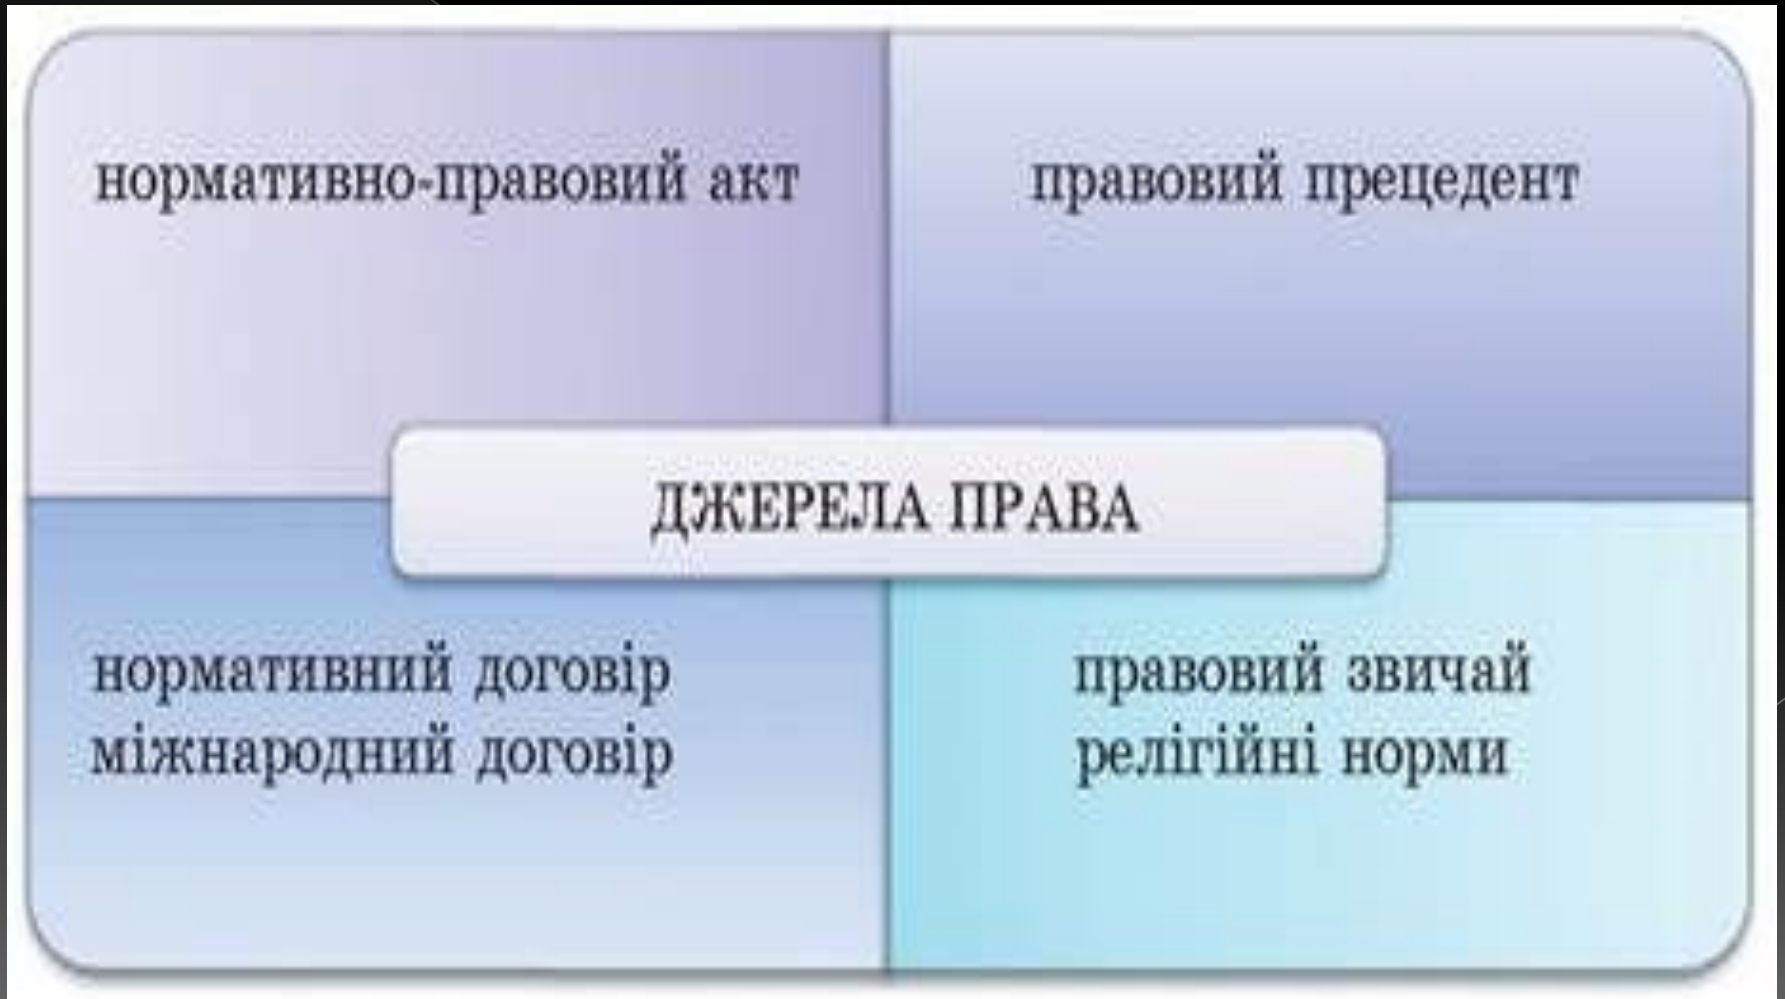 нормативно-правовий акт
правовий прецедент
ДЖЕРЕЛА ПРАВА
нормативний договір
міжнародний договір
правовий звичай
релігійні норми